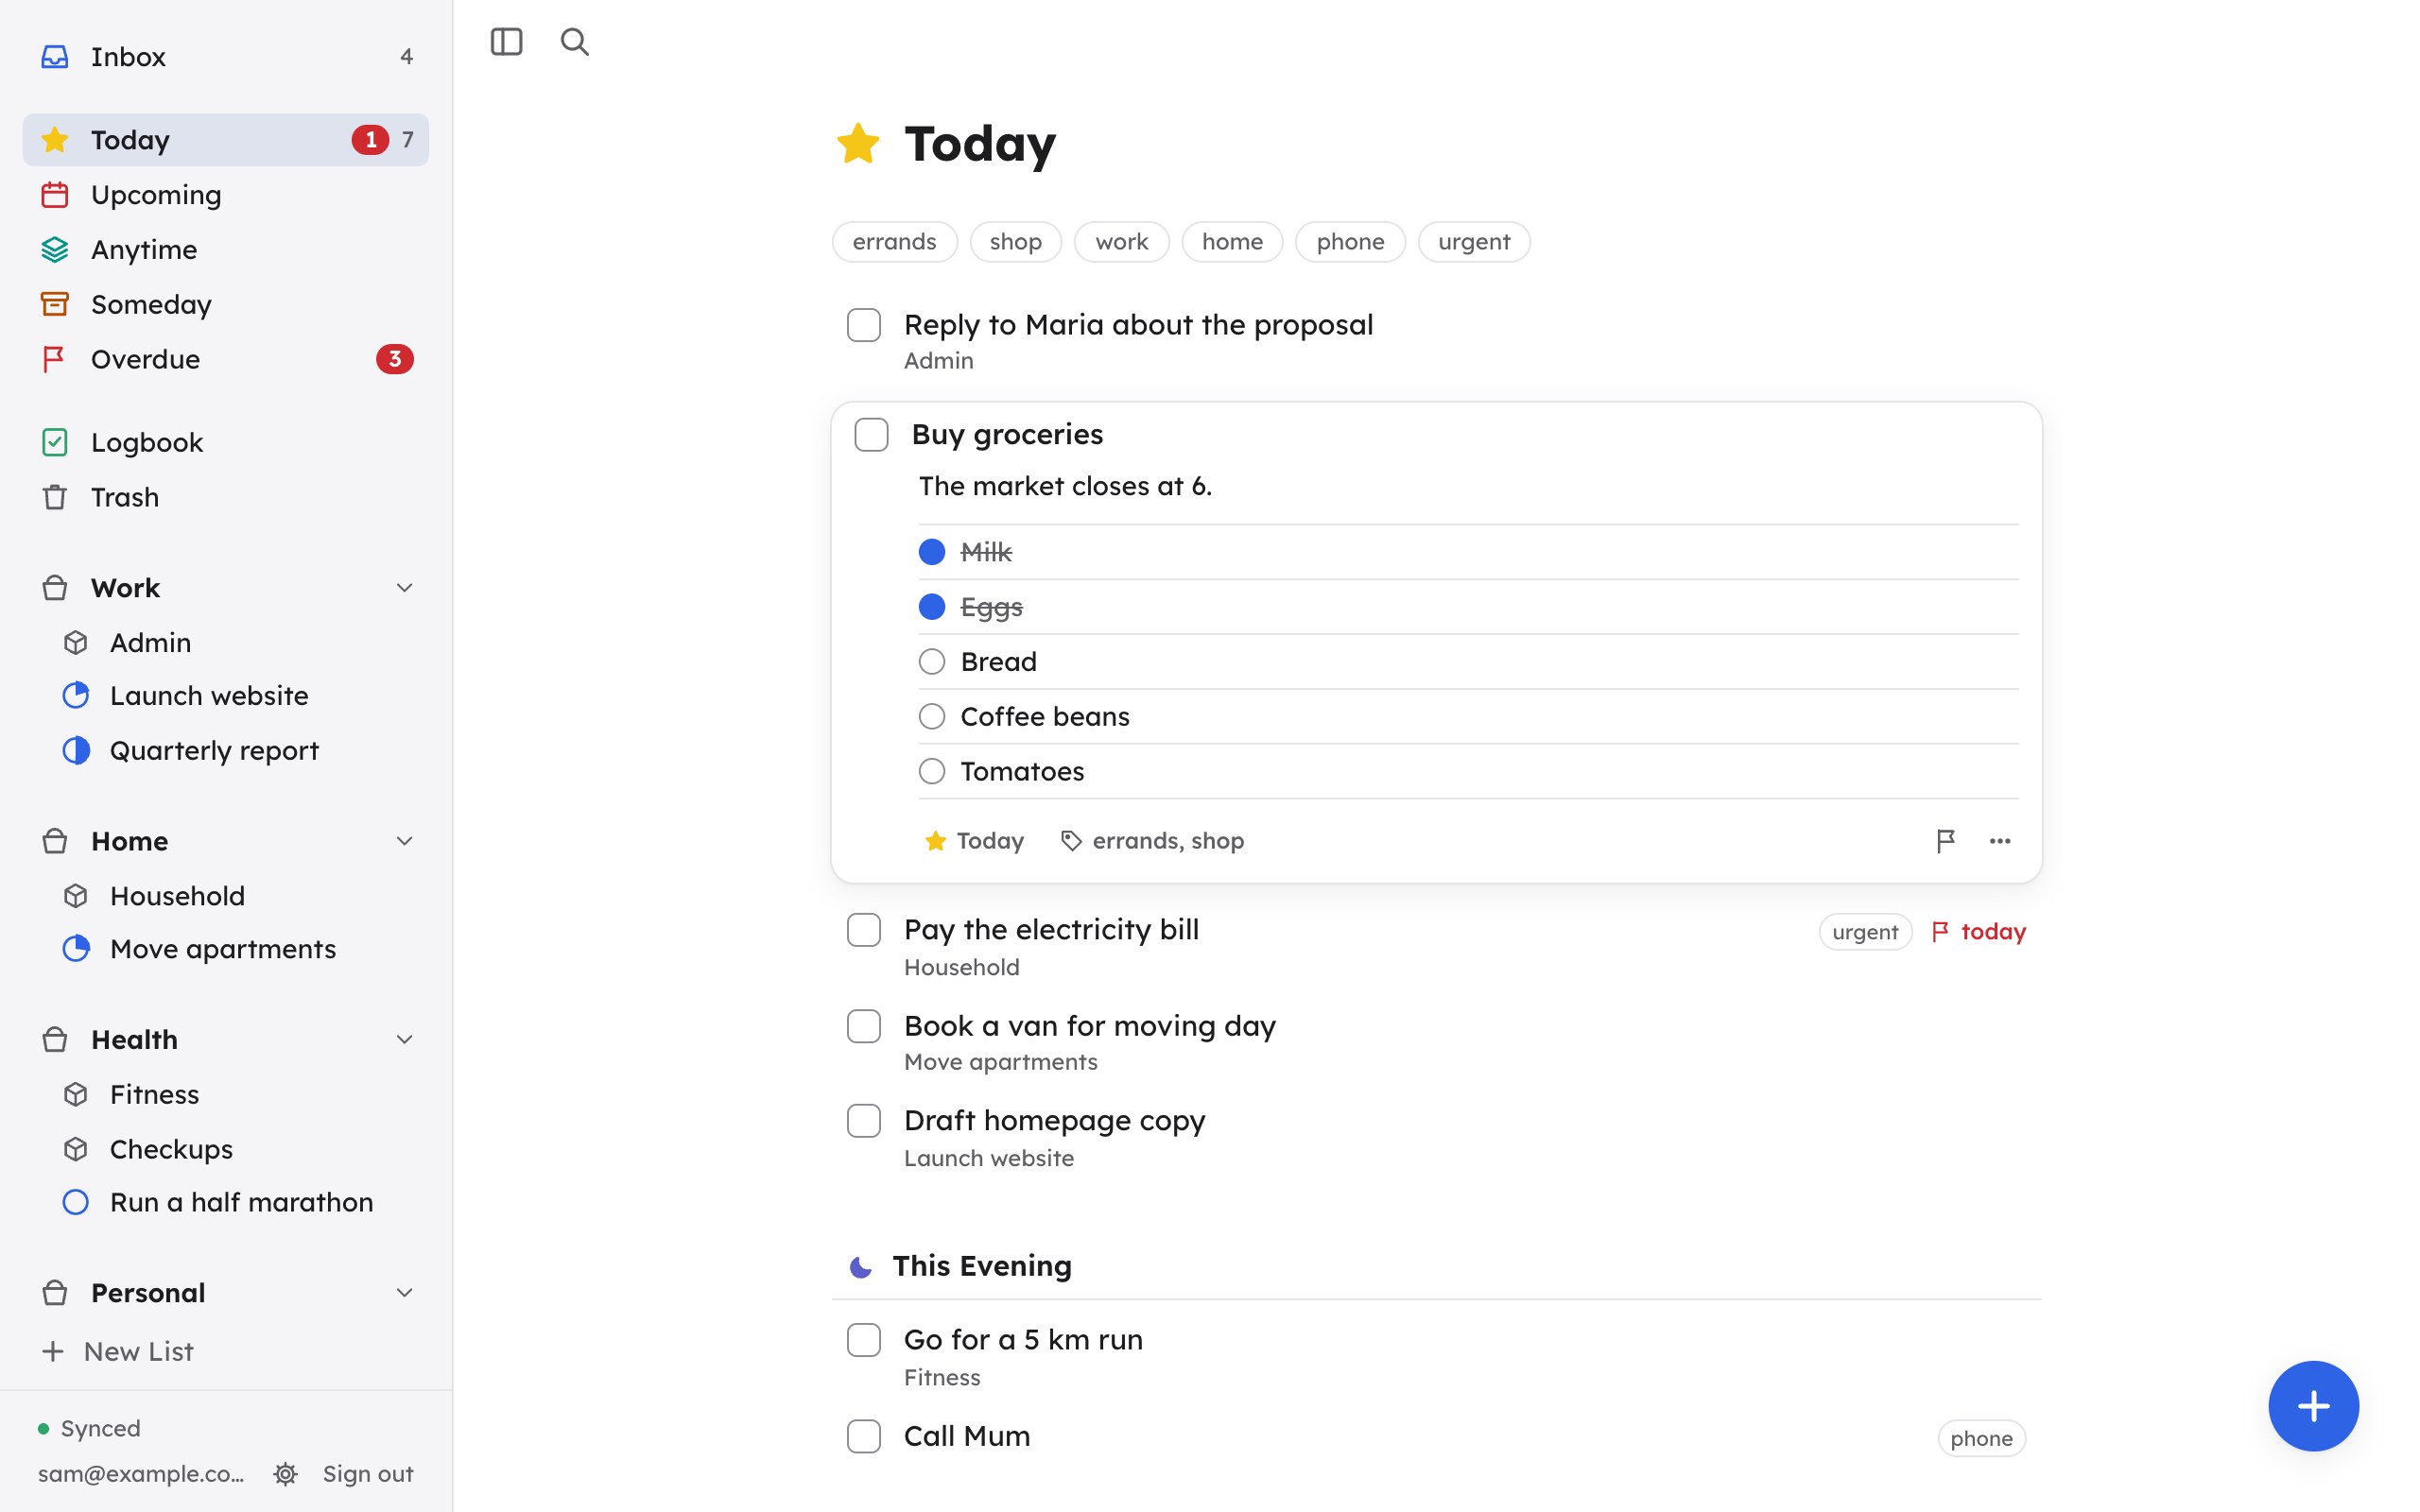 Inbox 4
Today 1 7
Upcoming
Anytime
Someday
Overdue 3
Logbook
Trash
Work
Admin
Launch website
Quarterly report
Home
Household
Move apartments
Health
Fitness
Checkups
Run a half marathon
Personal
New List
Synced
sam@example.co... Sign out
Today
errands shop work home phone urgent
Reply to Maria about the proposal
Admin
Buy groceries
The market closes at 6.
Milk
Eggs
Bread
Coffee beans
Tomatoes
Today errands, shop
Pay the electricity bill urgent today
Household
Book a van for moving day
Move apartments
Draft homepage copy
Launch website
This Evening
Go for a 5 km run
Fitness
Call Mum phone